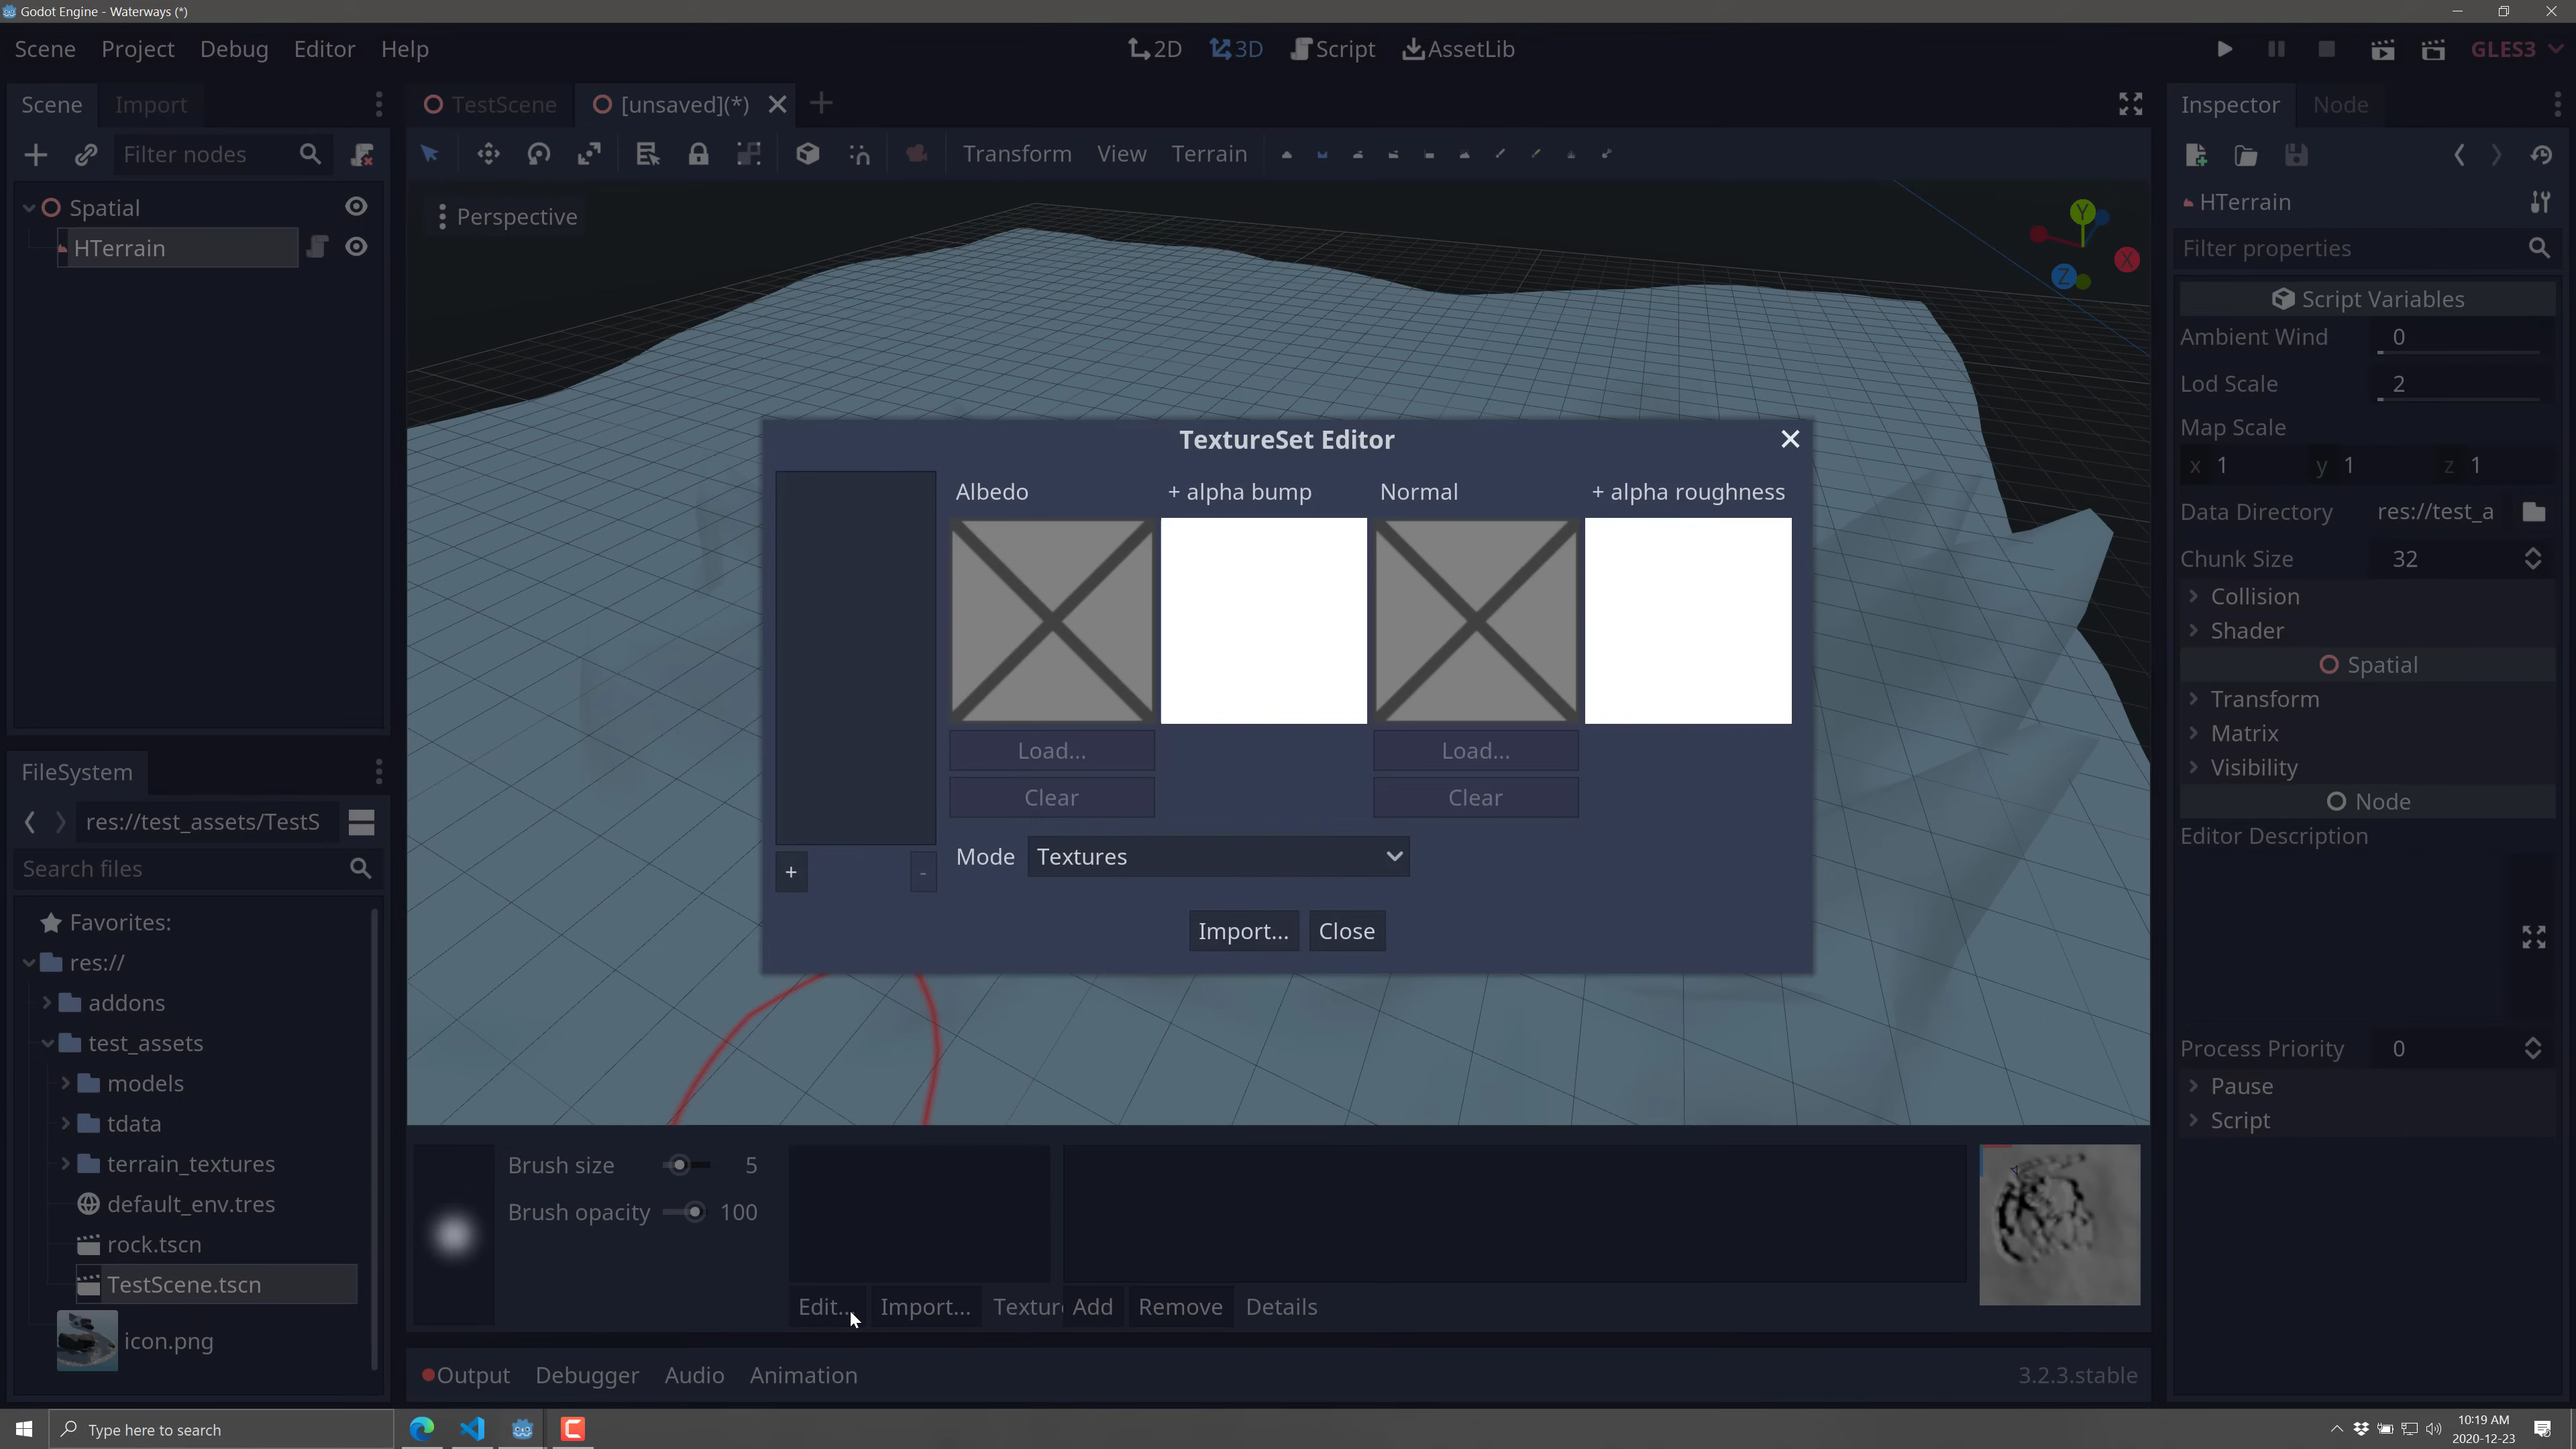 Godot Engine - Waterways (*)
Scene Project Debug Editor Help
2D 3D Script AssetLib
GLES3
Scene Import
TestScene [unsaved](*)
Inspector Node
Filter nodes
Transform View Terrain
Spatial
HTerrain
Perspective
Y
X
Z
HTerrain
Filter properties
Script Variables
Ambient Wind 0
Lod Scale 2
Map Scale
x 1 y 1 z 1
Data Directory res://test_a
Chunk Size 32
Collision
Shader
Spatial
Transform
Matrix
Visibility
Node
Editor Description
Process Priority 0
Pause
Script
TextureSet Editor
Albedo + alpha bump Normal + alpha roughness
Load... Load...
Clear Clear
Mode Textures
+ -
Import... Close
FileSystem
res://test_assets/TestS
Search files
Favorites:
res://
addons
test_assets
models
tdata
terrain_textures
default_env.tres
rock.tscn
TestScene.tscn
icon.png
Brush size 5
Brush opacity 100
Edit... Import... Textur Add Remove Details
Output Debugger Audio Animation
3.2.3.stable
Type here to search
10:19 AM
2020-12-23